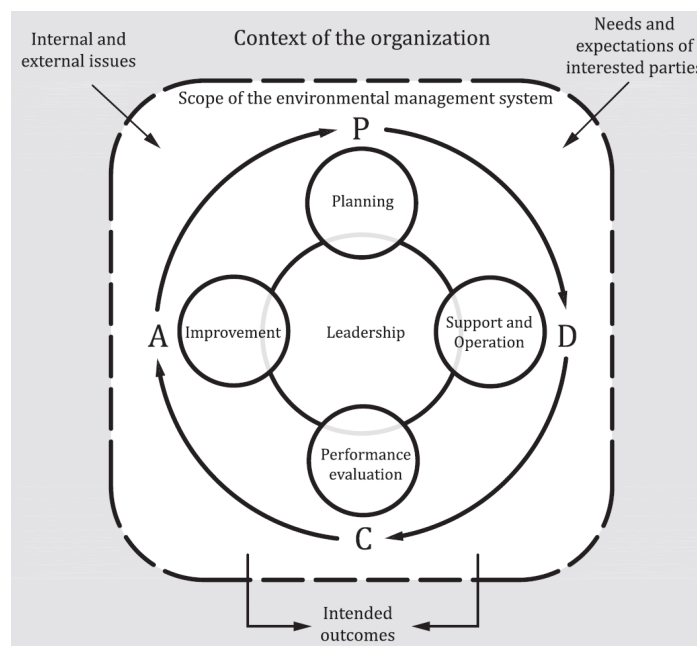 Internal and
external issues
Context of the organization
Needs and
expectations of
interested parties
Scope of the environmental management system
P
Planning
A
Improvement
Leadership
Support and
Operation
D
Performance
evaluation
C
Intended
outcomes